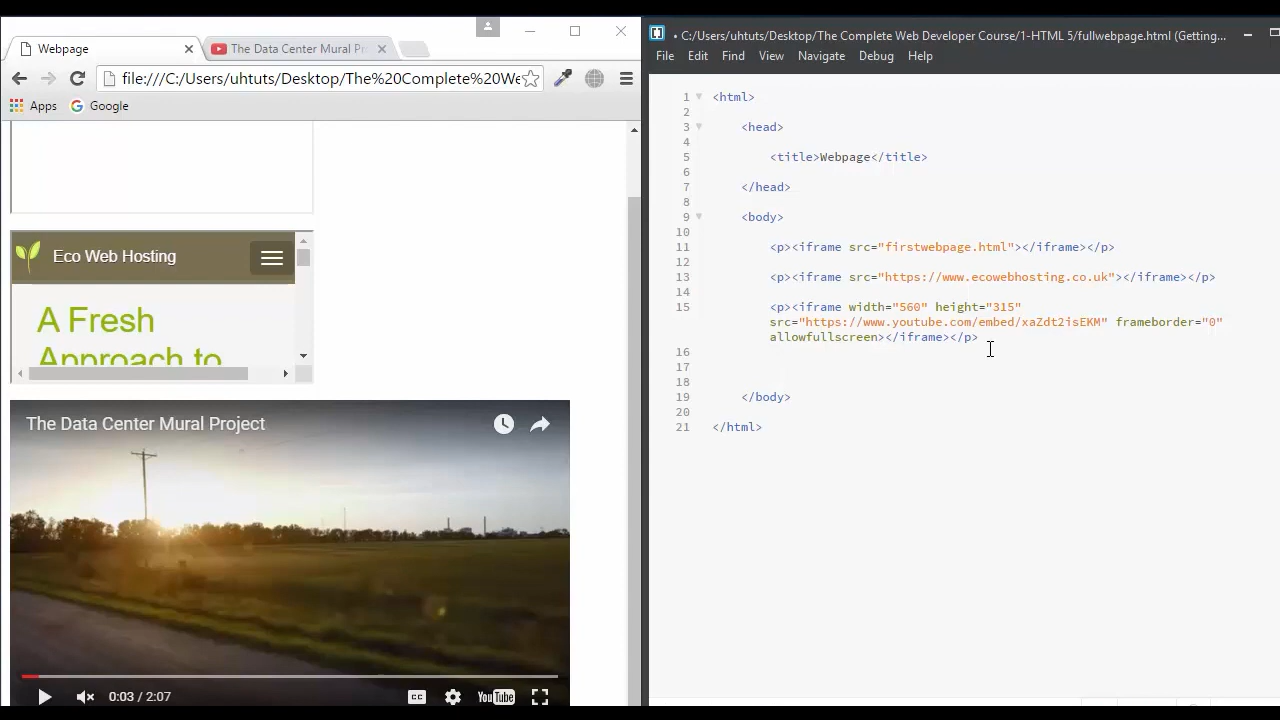 Webpage
The Data Center Mural Pr
file:///C:/Users/uhtuts/Desktop/The%20Complete%20We
Apps Google
Eco Web Hosting
A Fresh
Approach to
The Data Center Mural Project
0:03 / 2:07
CC
YouTube
• C:/Users/uhtuts/Desktop/The Complete Web Developer Course/1-HTML 5/fullwebpage.html (Getting...
File Edit Find View Navigate Debug Help
1 <html>
2
3 <head>
4
5 <title>Webpage</title>
6
7 </head>
8
9 <body>
10
11 <p><iframe src="firstwebpage.html"></iframe></p>
12
13 <p><iframe src="https://www.ecowebhosting.co.uk"></iframe></p>
14
15 <p><iframe width="560" height="315"
src="https://www.youtube.com/embed/xaZdt2isEKM" frameborder="0"
allowfullscreen></iframe></p>
16
17
18
19 </body>
20
21 </html>